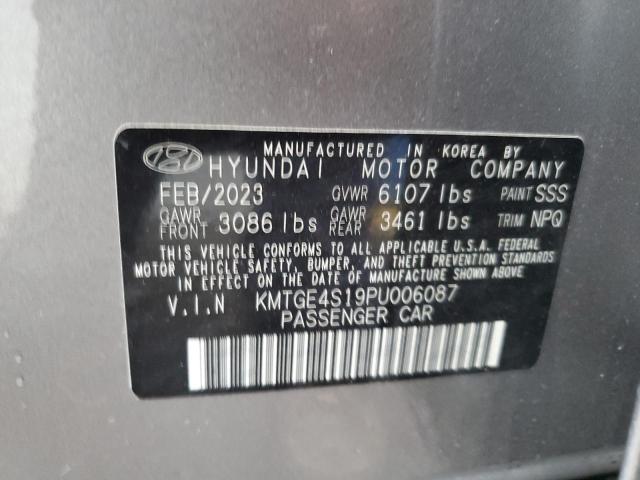 MANUFACTURED IN KOREA BY
HYUNDAI MOTOR COMPANY
FEB/2023 GVWR 6107 lbs PAINT SSS
GAWR FRONT 3086 lbs GAWR REAR 3461 lbs TRIM NPQ
THIS VEHICLE CONFORMS TO ALL APPLICABLE U.S.A. FEDERAL
MOTOR VEHICLE SAFETY, BUMPER, AND THEFT PREVENTION STANDARDS
IN EFFECT ON THE DATE OF MANUFACTURE SHOWN ABOVE
V.I.N KMTGE4S19PU006087
PASSENGER CAR